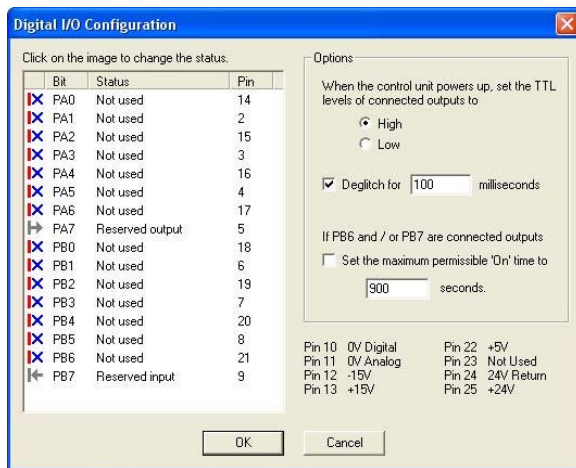 Digital I/O Configuration
Click on the image to change the status.
Bit Status Pin
PA0 Not used 14
PA1 Not used 2
PA2 Not used 15
PA3 Not used 3
PA4 Not used 16
PA5 Not used 4
PA6 Not used 17
PA7 Reserved output 5
PB0 Not used 18
PB1 Not used 6
PB2 Not used 19
PB3 Not used 7
PB4 Not used 20
PB5 Not used 8
PB6 Not used 21
PB7 Reserved input 9
Options
When the control unit powers up, set the TTL
levels of connected outputs to
High
Low
Deglitch for 100 milliseconds
If PB6 and / or PB7 are connected outputs
Set the maximum permissible 'On' time to
900 seconds.
Pin 10 0V Digital Pin 22 +5V
Pin 11 0V Analog Pin 23 Not Used
Pin 12 -15V Pin 24 24V Return
Pin 13 +15V Pin 25 +24V
OK Cancel